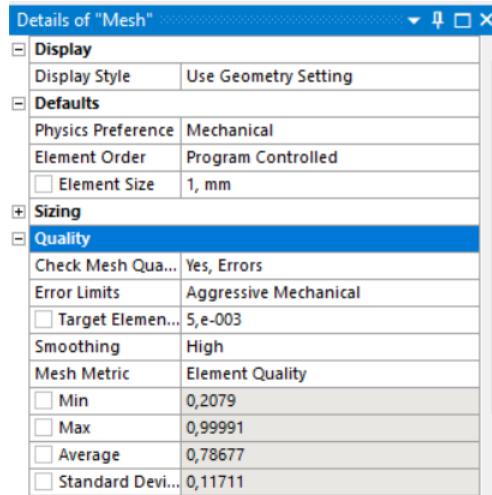 Details of "Mesh"
Display
Display Style Use Geometry Setting
Defaults
Physics Preference Mechanical
Element Order Program Controlled
Element Size 1, mm
Sizing
Quality
Check Mesh Qua... Yes, Errors
Error Limits Aggressive Mechanical
Target Elemen... 5,e-003
Smoothing High
Mesh Metric Element Quality
Min 0,2079
Max 0,99991
Average 0,78677
Standard Devi... 0,11711